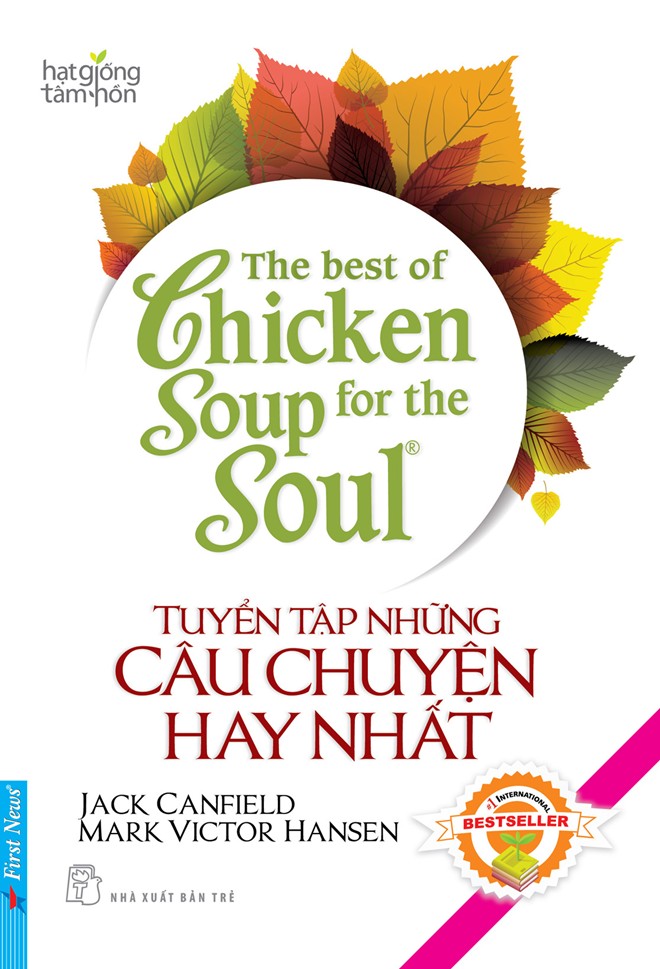 hạt giống
tâm hồn
The best of
Chicken
Soup for the
Soul®
TUYỂN TẬP NHỮNG
CÂU CHUYỆN
HAY NHẤT
JACK CANFIELD
MARK VICTOR HANSEN
#1 INTERNATIONAL
BESTSELLER
First News®
NHÀ XUẤT BẢN TRẺ